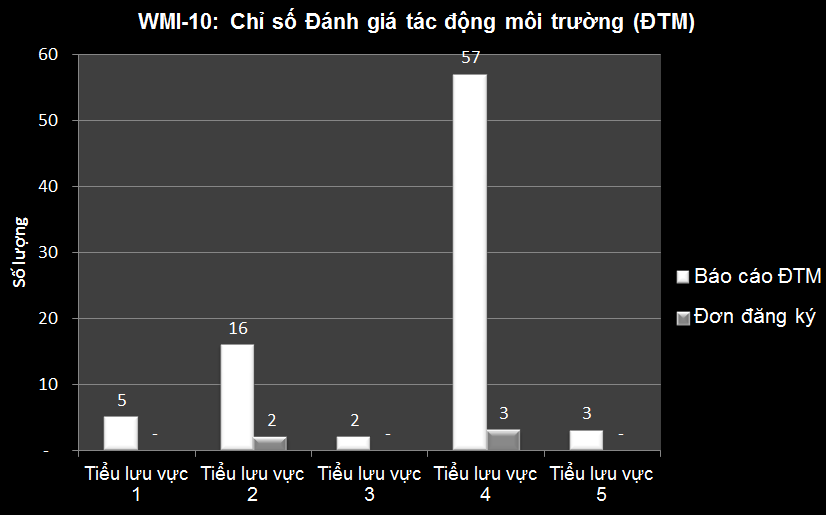 WMI-10: Chỉ số Đánh giá tác động môi trường (ĐTM)
60
50
40
30
20
10
-
Số lượng
5
-
16
2
2
-
57
3
3
-
Tiểu lưu vực
1
Tiểu lưu vực
2
Tiểu lưu vực
3
Tiểu lưu vực
4
Tiểu lưu vực
5
Báo cáo ĐTM
Đơn đăng ký